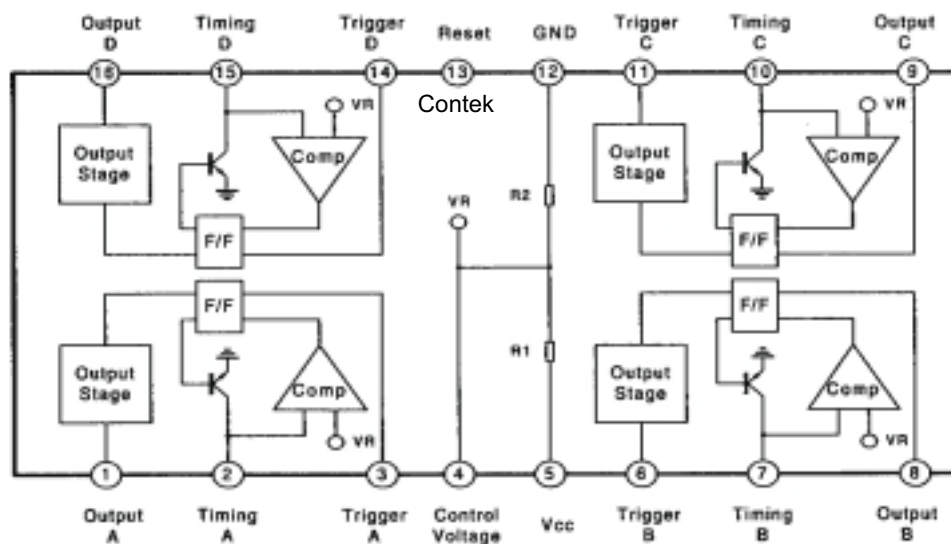 Output Timing Trigger Reset GND Trigger Timing Output
D D D C C C
16 15 14 13 12 11 10 9
Contek
VR VR
Output Stage Comp R2 Output Stage Comp
VR
F/F F/F
F/F F/F
R1
Output Stage Comp Output Stage Comp
VR VR
1 2 3 4 5 6 7 8
Output Timing Trigger Control Vcc Trigger Timing Output
A A A Voltage B B B